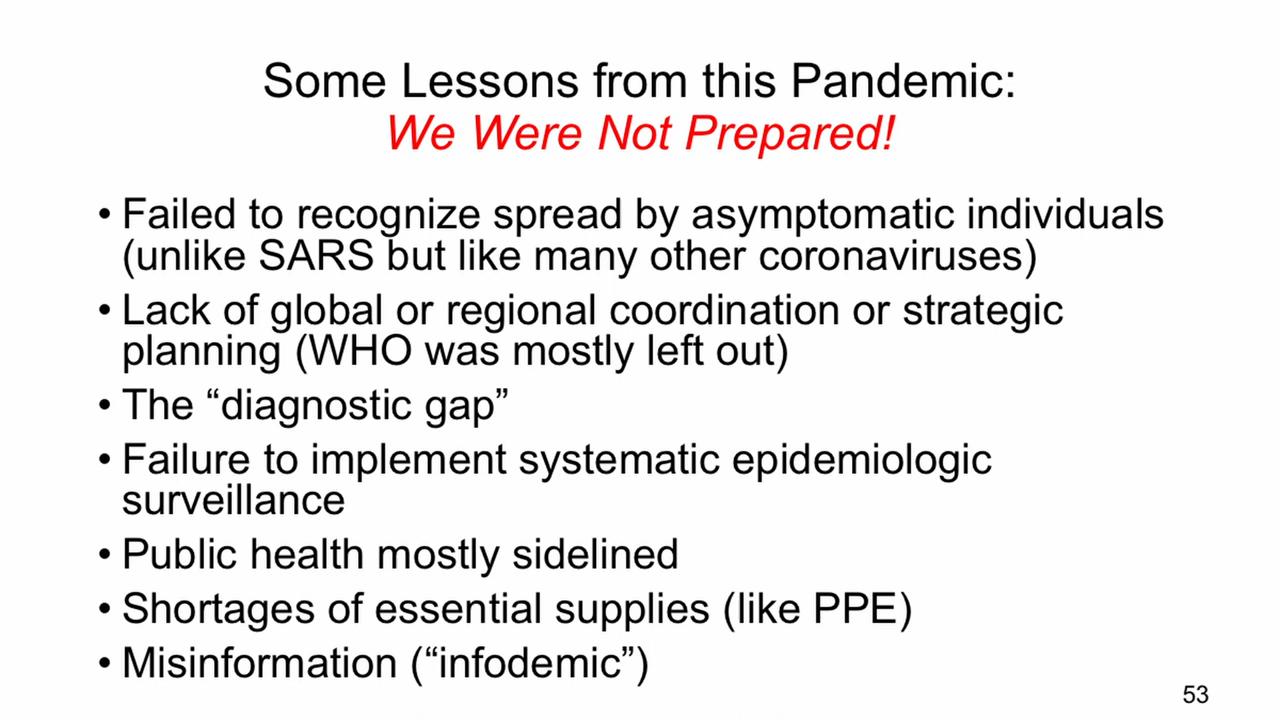 Some Lessons from this Pandemic:
We Were Not Prepared!
• Failed to recognize spread by asymptomatic individuals
(unlike SARS but like many other coronaviruses)
• Lack of global or regional coordination or strategic
planning (WHO was mostly left out)
• The “diagnostic gap”
• Failure to implement systematic epidemiologic
surveillance
• Public health mostly sidelined
• Shortages of essential supplies (like PPE)
• Misinformation (“infodemic”)
53